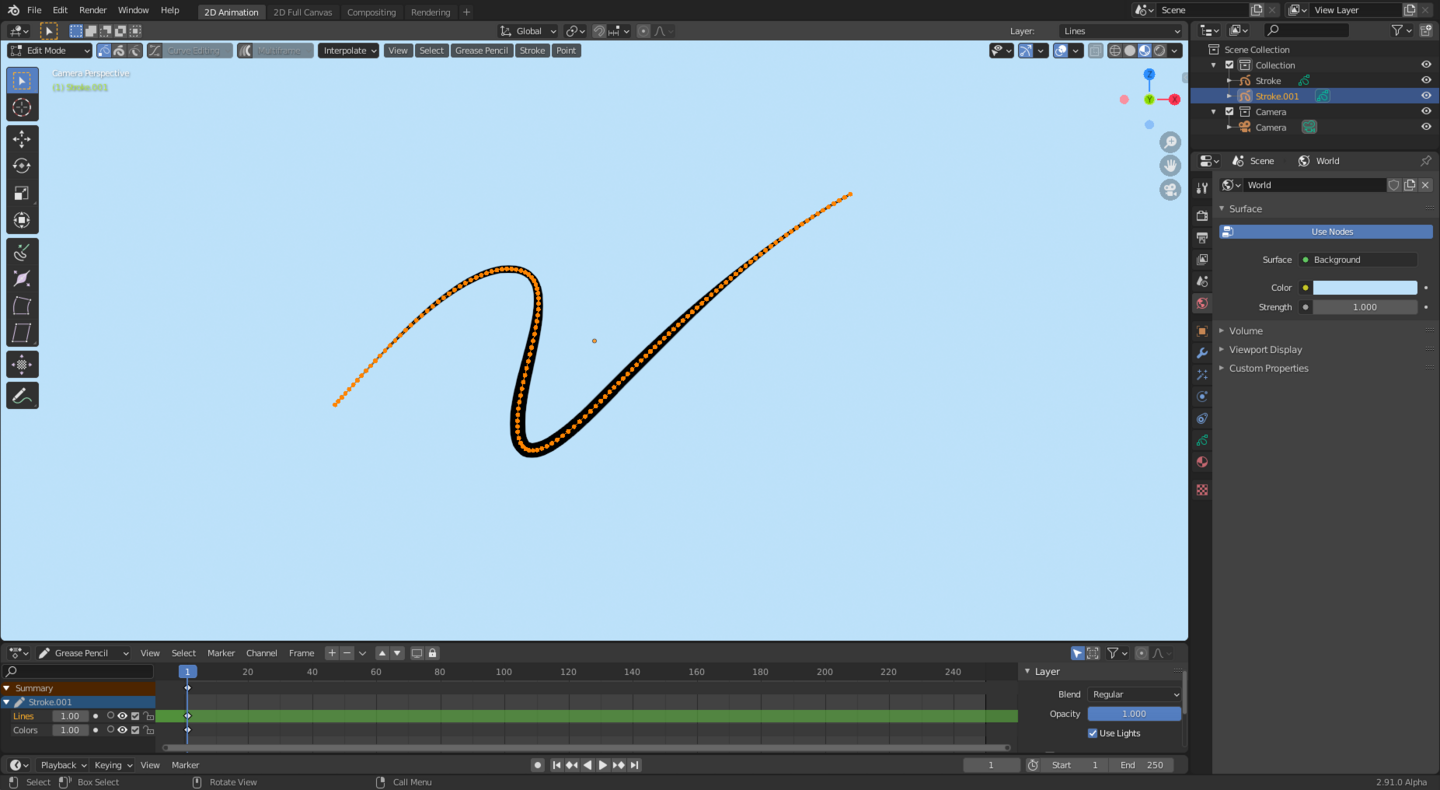 File Edit Render Window Help 2D Animation 2D Full Canvas Compositing Rendering + Scene View Layer
Global Layer: Lines
Edit Mode Curve Editing Multiframe Interpolate View Select Grease Pencil Stroke Point
Scene Collection
Collection
Stroke
Stroke.001
Camera
Camera
Camera Perspective
(1) Stroke.001
Z
Y
X
Scene World
World
Surface
Use Nodes
Surface Background
Color
Strength 1.000
Volume
Viewport Display
Custom Properties
Grease Pencil View Select Marker Channel Frame
1 20 40 60 80 100 120 140 160 180 200 220 240
Summary
Stroke.001
Lines 1.00
Colors 1.00
Layer
Blend Regular
Opacity 1.000
Use Lights
Playback Keying View Marker 1 Start 1 End 250
Select Box Select Rotate View Call Menu 2.91.0 Alpha